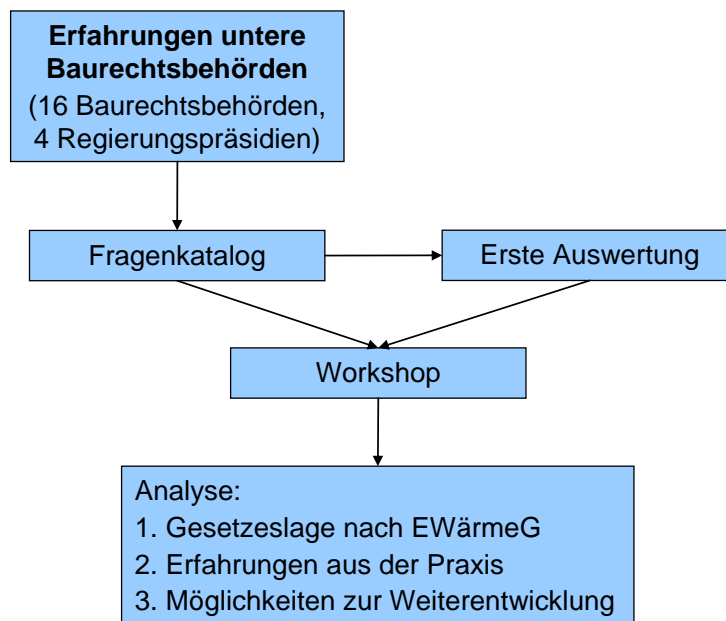 Erfahrungen untere
Baurechtsbehörden
(16 Baurechtsbehörden,
4 Regierungspräsidien)
Fragenkatalog
Erste Auswertung
Workshop
Analyse:
1. Gesetzeslage nach EWärmeG
2. Erfahrungen aus der Praxis
3. Möglichkeiten zur Weiterentwicklung